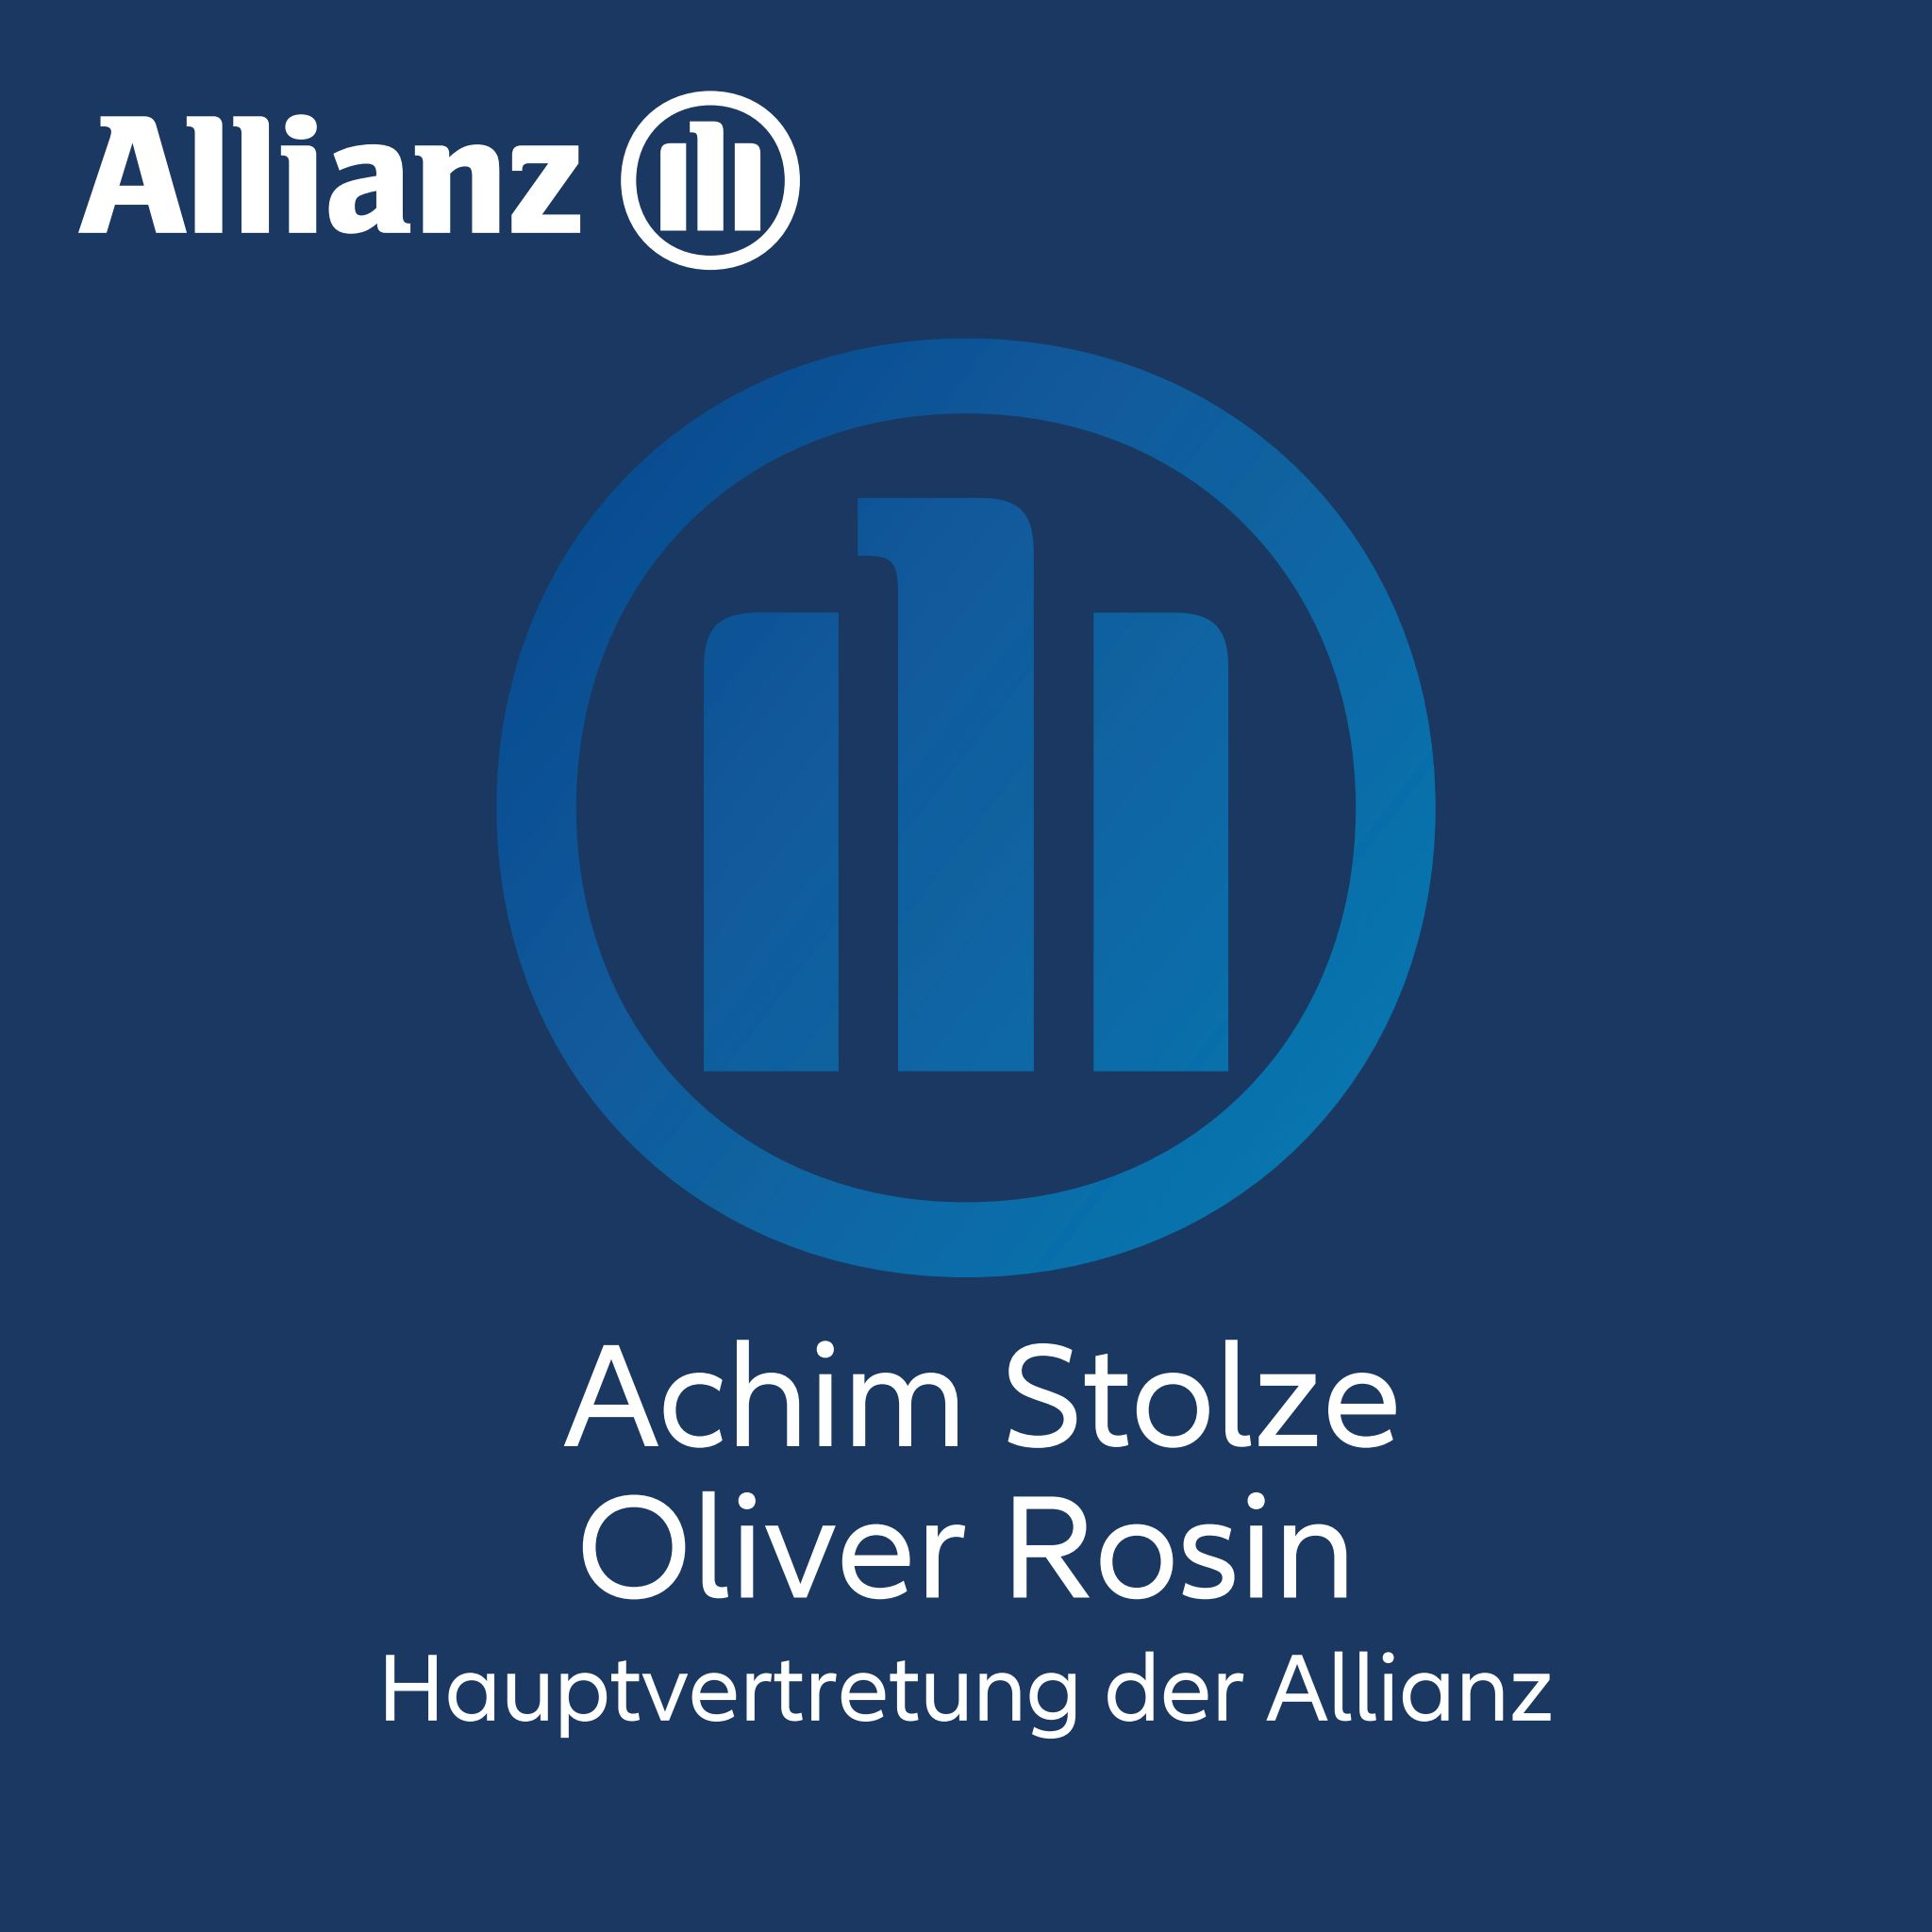 Allianz
Achim Stolze
Oliver Rosin
Hauptvertretung der Allianz